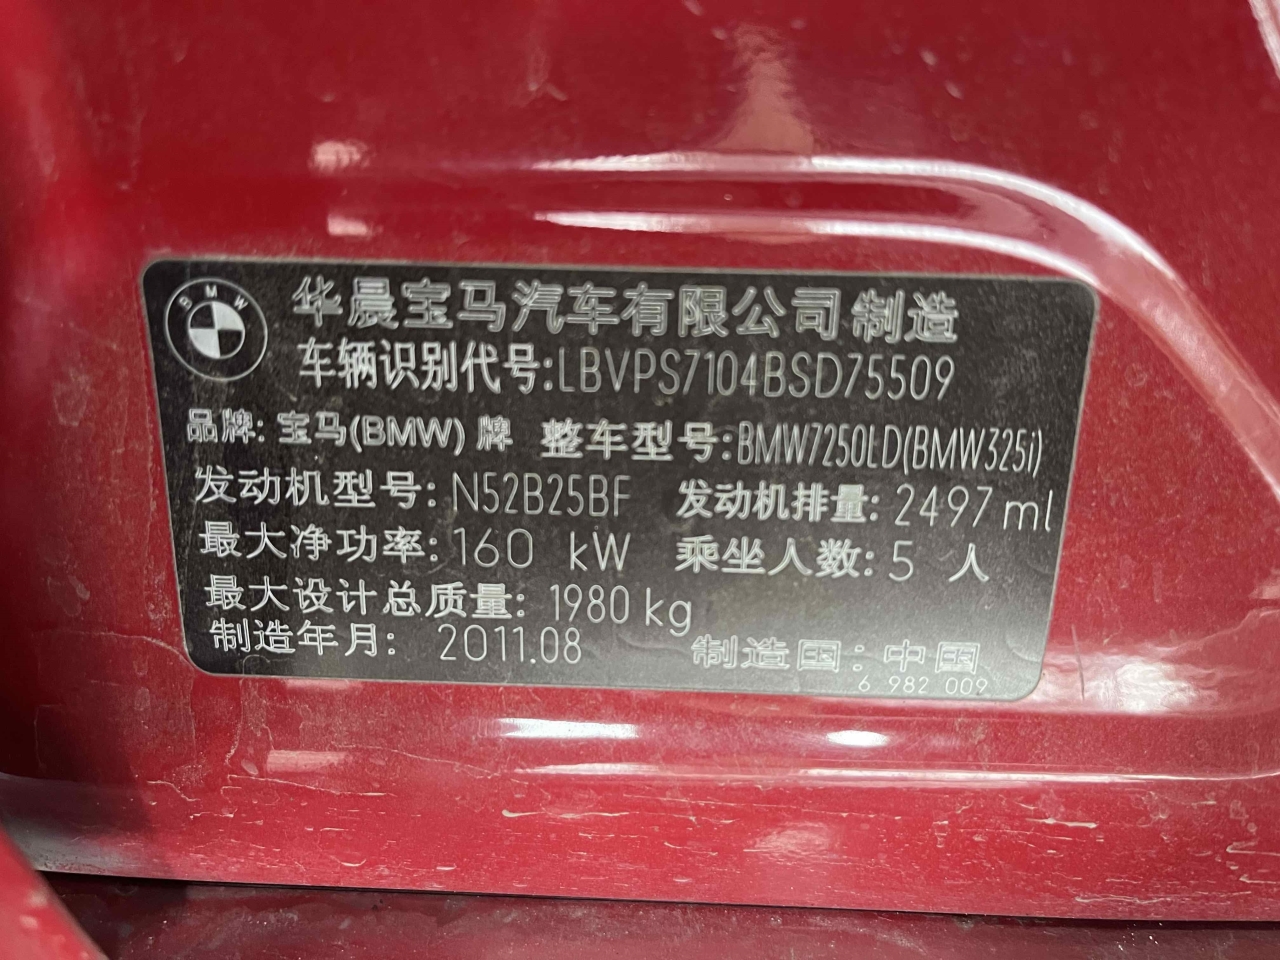 BMW
华晨宝马汽车有限公司制造
车辆识别代号:LBVPS7104BSD75509
品牌: 宝马(BMW) 牌 整车型号:BMW7250LD(BMW325i)
发动机型号: N52B25BF 发动机排量: 2497 ml
最大净功率: 160 kW 乘坐人数: 5 人
最大设计总质量: 1980 kg
制造年月: 2011.08 制造国: 中国
6 982 009